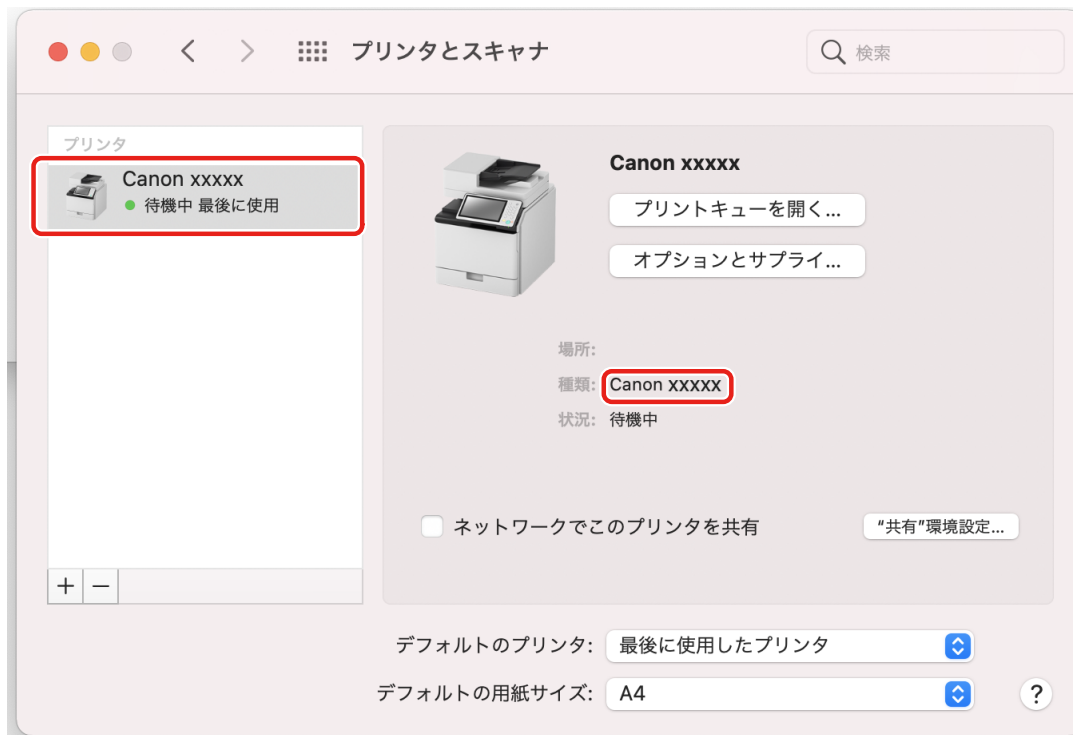 プリンタとスキャナ
検索
プリンタ
Canon xxxxx
待機中 最後に使用
Canon xxxxx
プリントキューを開く...
オプションとサプライ...
場所:
種類: Canon xxxxx
状況: 待機中
ネットワークでこのプリンタを共有
“共有”環境設定...
+ −
デフォルトのプリンタ: 最後に使用したプリンタ
デフォルトの用紙サイズ: A4
?